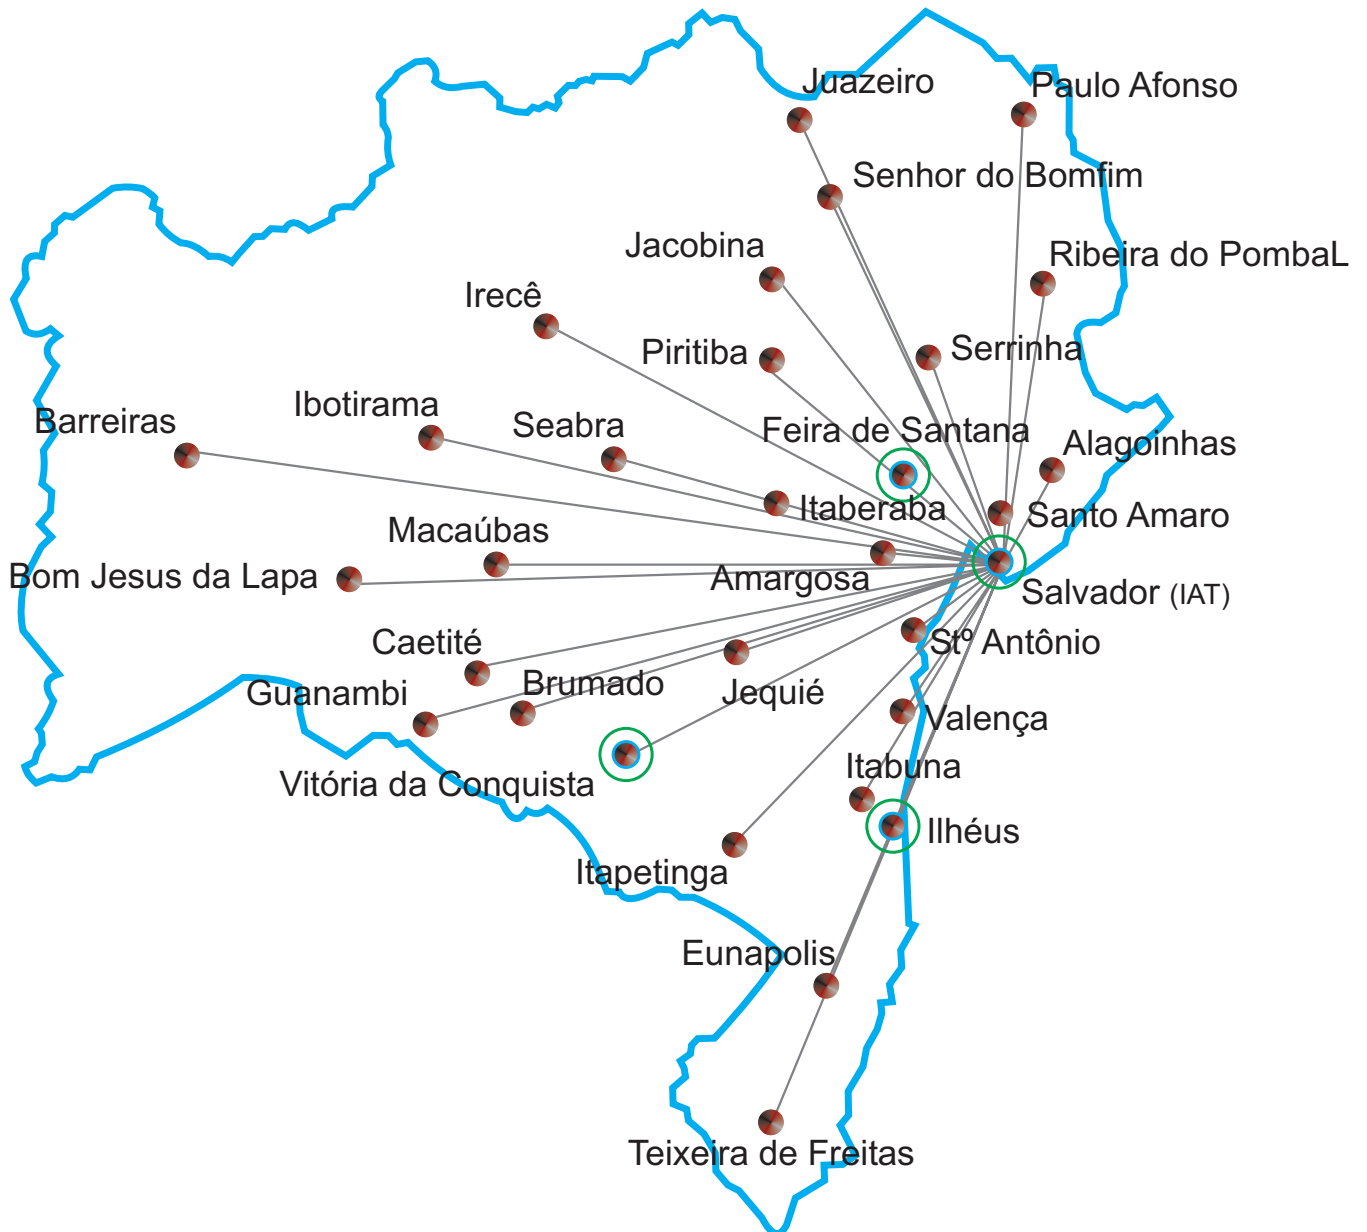 Juazeiro
Paulo Afonso
Senhor do Bomfim
Jacobina
Ribeira do PombaL
Irecê
Piritiba
Serrinha
Ibotirama
Barreiras
Seabra
Feira de Santana
Alagoinhas
Itaberaba
Santo Amaro
Macaúbas
Bom Jesus da Lapa
Amargosa
Salvador (IAT)
Caetité
Stº Antônio
Guanambi
Brumado
Jequié
Valença
Vitória da Conquista
Itabuna
Ilhéus
Itapetinga
Eunapolis
Teixeira de Freitas